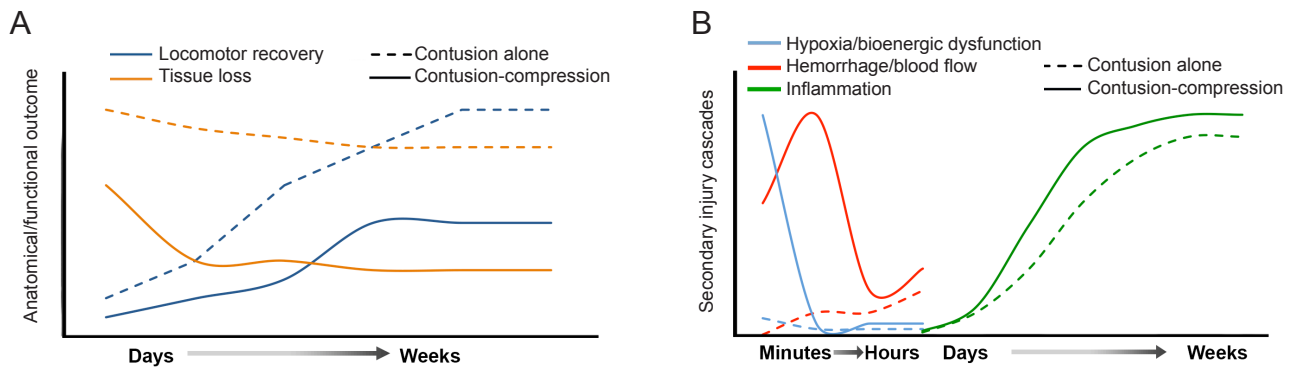 A
Locomotor recovery
Tissue loss
Contusion alone
Contusion-compression
Anatomical/functional outcome
Days
Weeks
B
Hypoxia/bioenergic dysfunction
Hemorrhage/blood flow
Inflammation
Contusion alone
Contusion-compression
Secondary injury cascades
Minutes
Hours
Days
Weeks